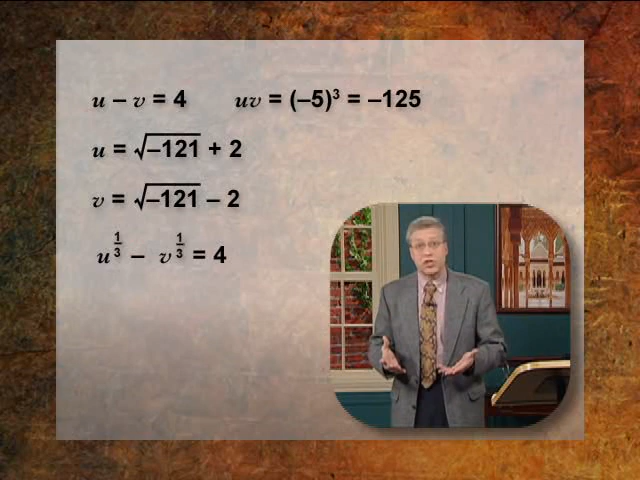 u – v = 4 uv = (–5)³ = –125
u = √–121 + 2
v = √–121 – 2
u^(1/3) – v^(1/3) = 4